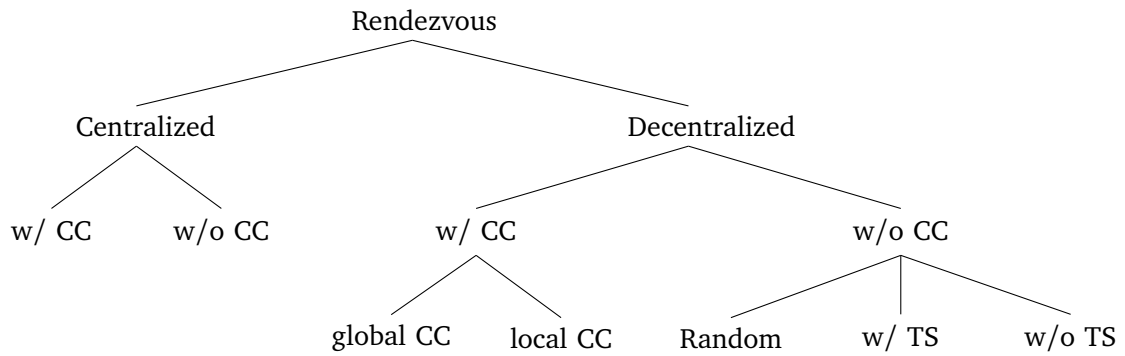 Rendezvous
Centralized Decentralized
w/ CC w/o CC w/ CC w/o CC
global CC local CC Random w/ TS w/o TS